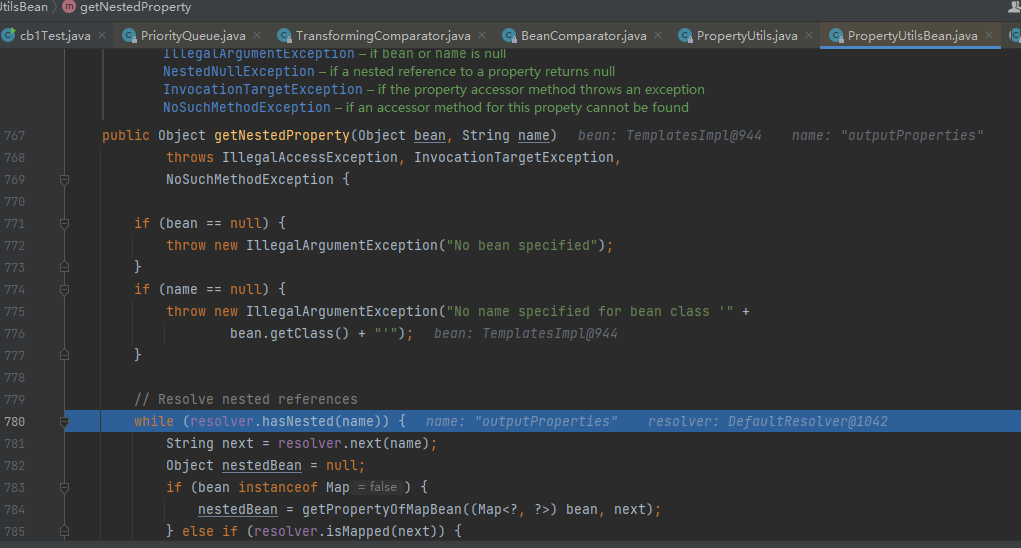 UtilsBean m getNestedProperty
cb1Test.java PriorityQueue.java TransformingComparator.java BeanComparator.java PropertyUtils.java PropertyUtilsBean.java
IllegalArgumentException – if bean or name is null
NestedNullException – if a nested reference to a property returns null
InvocationTargetException – if the property accessor method throws an exception
NoSuchMethodException – if an accessor method for this propety cannot be found
767 public Object getNestedProperty(Object bean, String name) bean: TemplatesImpl@944 name: "outputProperties"
768 throws IllegalAccessException, InvocationTargetException,
769 NoSuchMethodException {
770
771 if (bean == null) {
772 throw new IllegalArgumentException("No bean specified");
773 }
774 if (name == null) {
775 throw new IllegalArgumentException("No name specified for bean class '" +
776 bean.getClass() + "'"); bean: TemplatesImpl@944
777 }
778
779 // Resolve nested references
780 while (resolver.hasNested(name)) { name: "outputProperties" resolver: DefaultResolver@1042
781 String next = resolver.next(name);
782 Object nestedBean = null;
783 if (bean instanceof Map = false ) {
784 nestedBean = getPropertyOfMapBean((Map<?, ?>) bean, next);
785 } else if (resolver.isMapped(next)) {